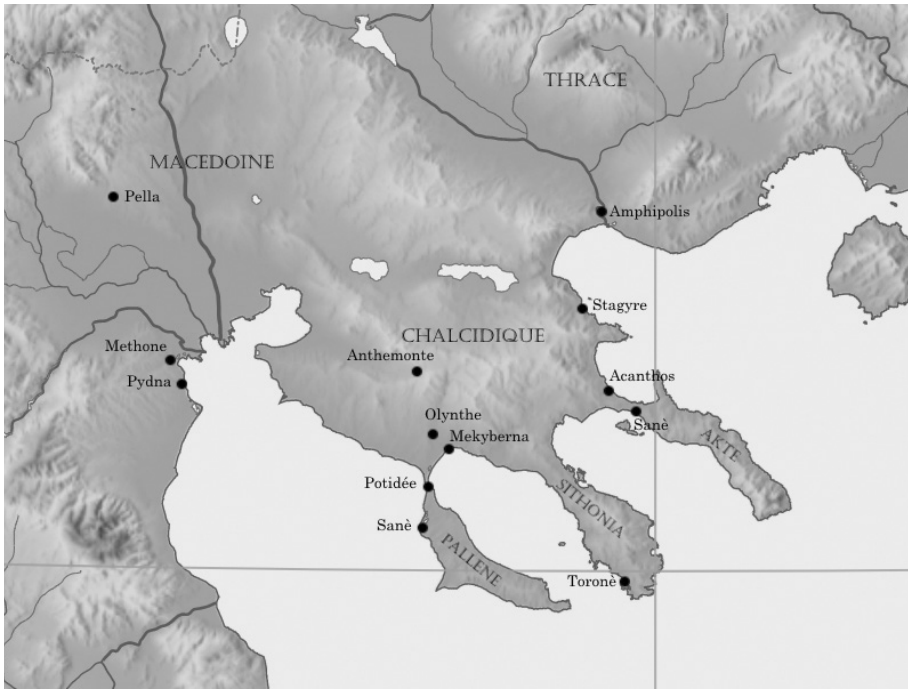 THRACE
MACEDOINE
Pella
Amphipolis
Stagyre
CHALCIDIQUE
Methone
Anthemonte
Pydna
Acanthos
Olynthe
Sanè
Mekyberna
AKTE
Potidée
SITHONIA
Sanè
PALLENE
Toronè